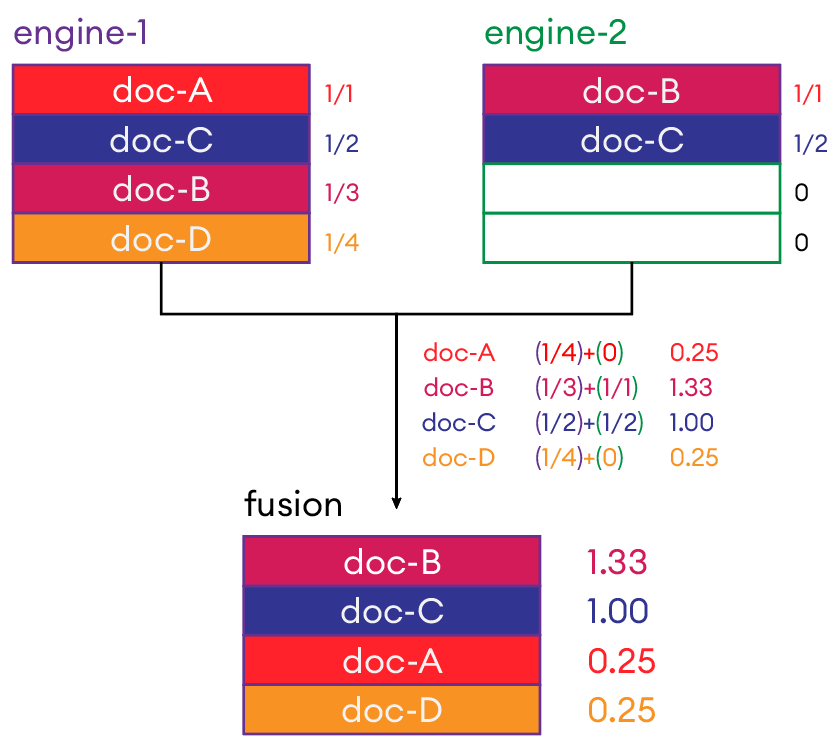 engine-1
doc-A 1/1
doc-C 1/2
doc-B 1/3
doc-D 1/4
engine-2
doc-B 1/1
doc-C 1/2
0
0
doc-A (1/4)+(0) 0.25
doc-B (1/3)+(1/1) 1.33
doc-C (1/2)+(1/2) 1.00
doc-D (1/4)+(0) 0.25
fusion
doc-B 1.33
doc-C 1.00
doc-A 0.25
doc-D 0.25